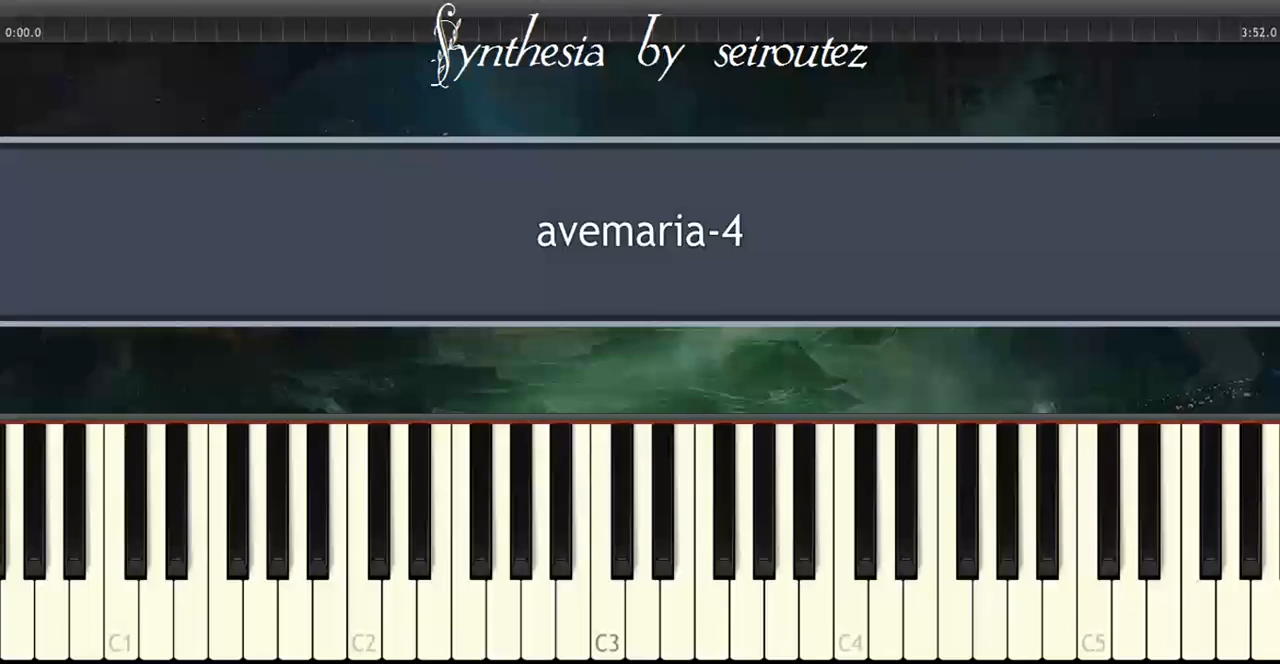 0:00.0
3:52.0
Synthesia by seiroutez
avemaria-4
C1 C2 C3 C4 C5